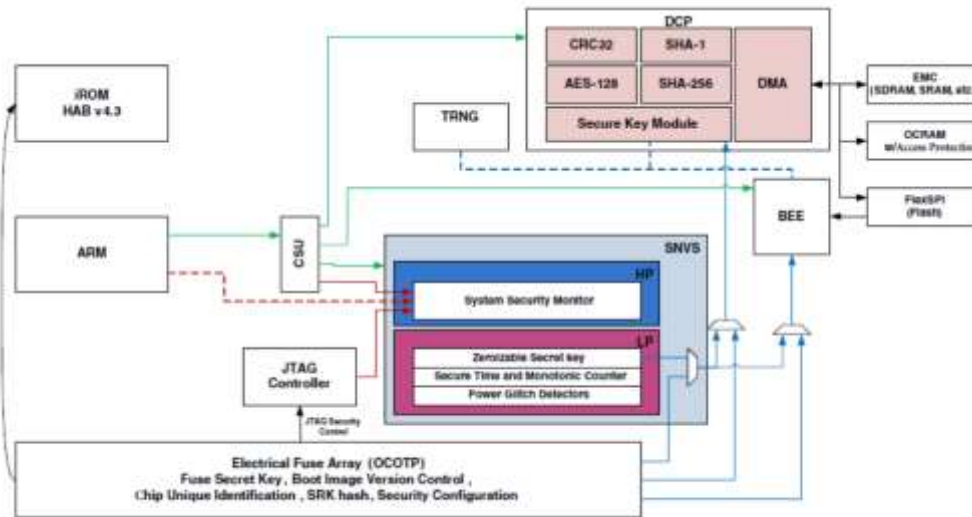 DCP
CRC32
SHA-1
AES-128
SHA-256
DMA
Secure Key Module
iROM
HAB v4.3
TRNG
EMC
(SDRAM, SRAM, etc
OCRAM
w/Access Protection
FlexSPI
(Flash)
BEE
ARM
CSU
SNVS
HP
System Security Monitor
LP
Zeroizable Secret key
Secure Time and Monotonic Counter
Power Glitch Detectors
JTAG
Controller
JTAG Security
Control
Electrical Fuse Array (OCOTP)
Fuse Secret Key, Boot Image Version Control ,
Chip Unique Identification , SRK hash, Security Configuration